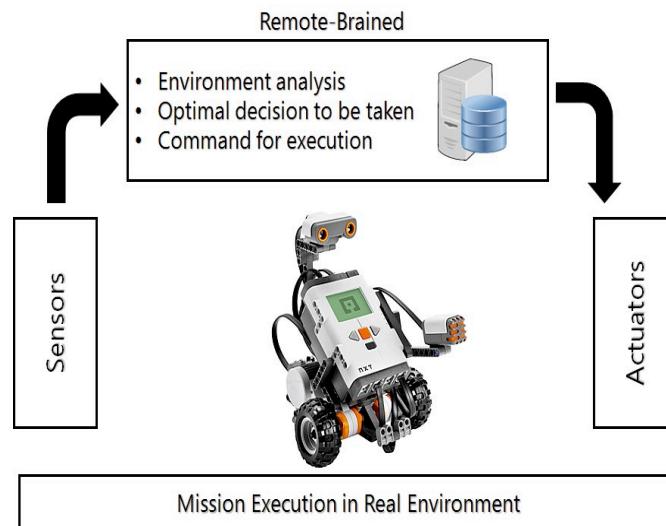 Remote-Brained
• Environment analysis
• Optimal decision to be taken
• Command for execution
Sensors
Actuators
NXT
Mission Execution in Real Environment